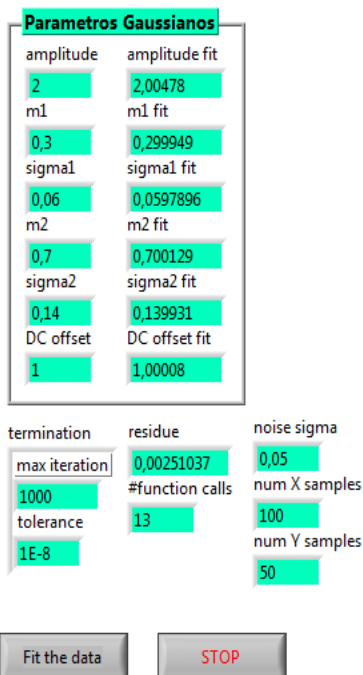 Parametros Gaussianos
amplitude amplitude fit
2 2,00478
m1 m1 fit
0,3 0,299949
sigma1 sigma1 fit
0,06 0,0597896
m2 m2 fit
0,7 0,700129
sigma2 sigma2 fit
0,14 0,139931
DC offset DC offset fit
1 1,00008
termination residue noise sigma
max iteration 0,00251037 0,05
1000 #function calls num X samples
tolerance 13 100
1E-8 num Y samples
50
Fit the data STOP